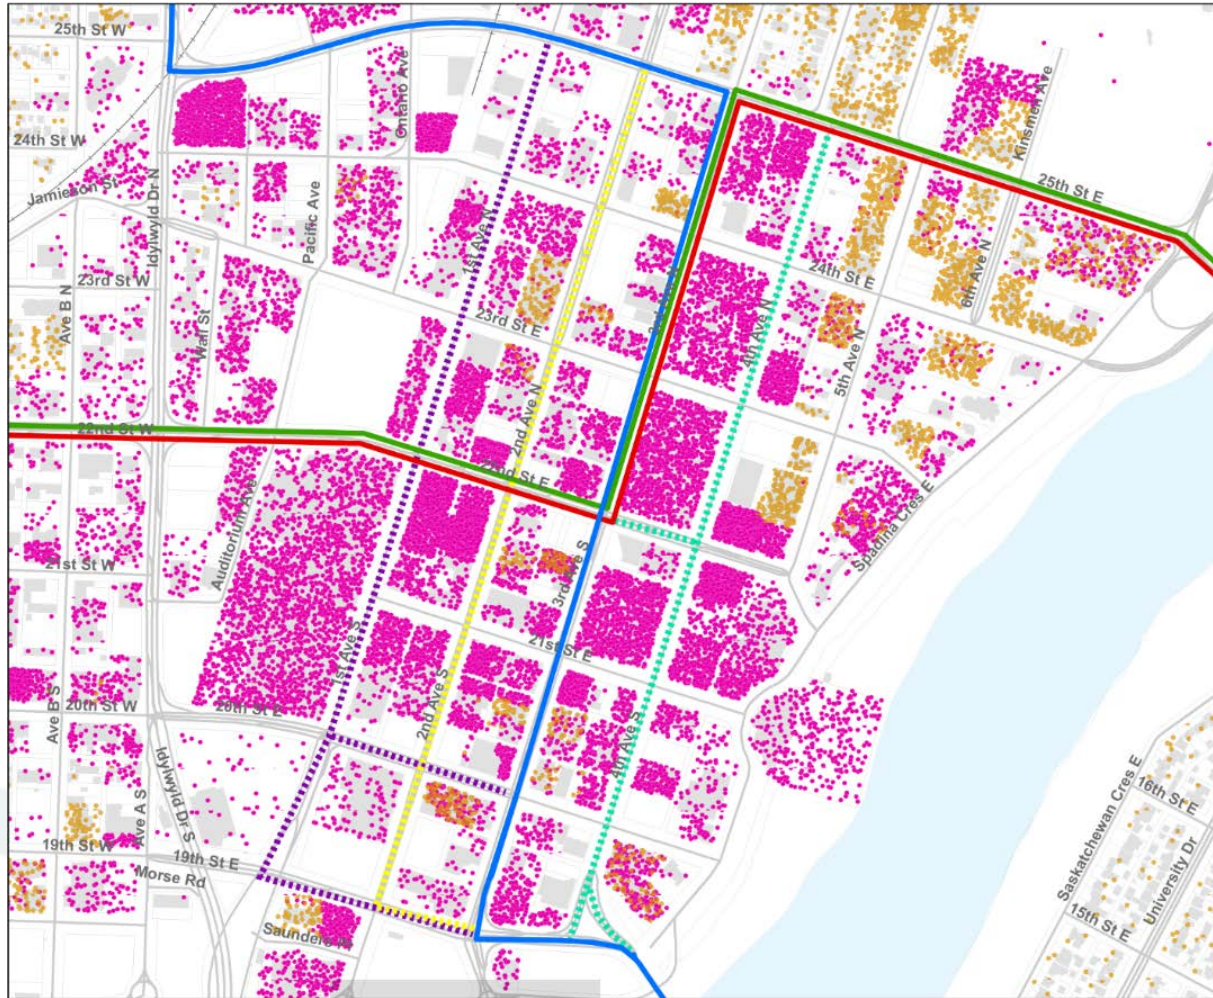 25th St W
Ontario Ave
24th St W
Kinsmen Ave
25th St E
Jamieson St
Idylwyld Dr N
Pacific Ave
1st Ave N
24th St E
6th Ave N
23rd St W
Ave B N
Wall St
23rd St E
4th Ave N
5th Ave N
2nd Ave N
22nd St W
22nd St E
Auditorium Ave
Spadina Cres E
21st St W
3rd Ave S
21st St E
1st Ave S
2nd Ave S
Ave B S
20th St W
20th St E
4th Ave S
Idylwyld Dr S
Ave A S
Saskatchewan Cres E
16th St E
University Dr
19th St W
19th St E
Morse Rd
15th St E
Saunders